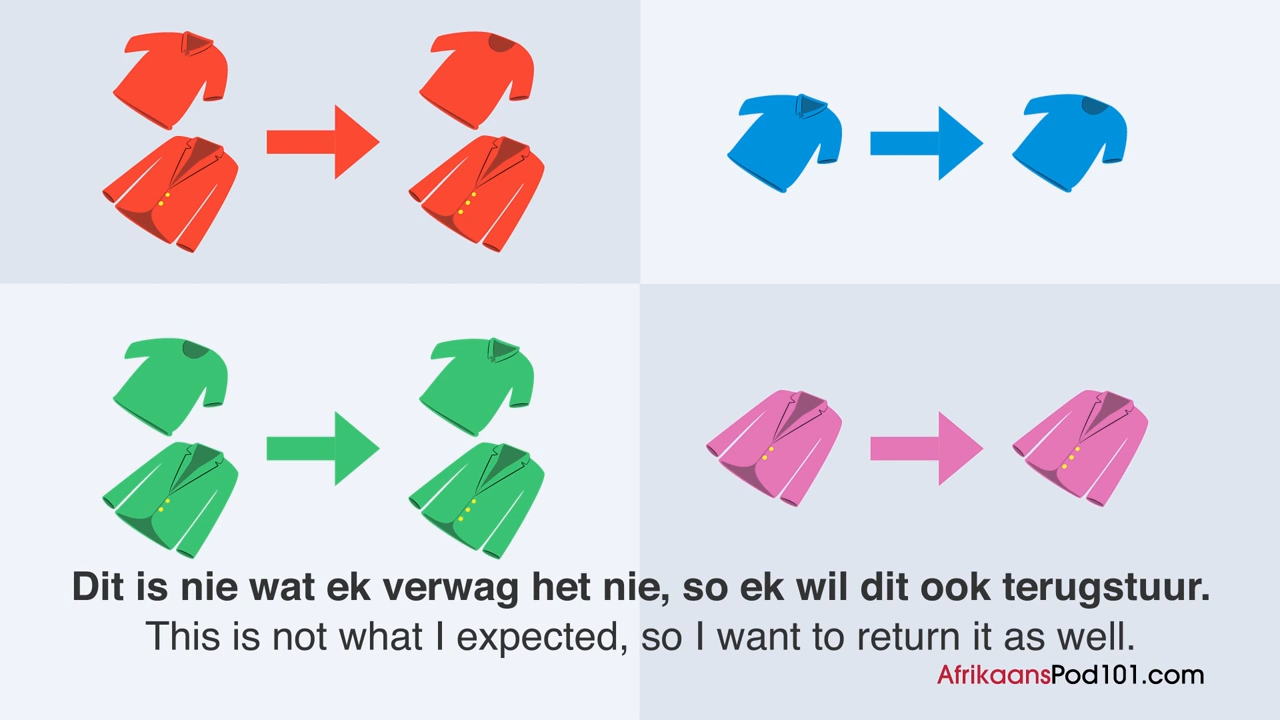 Dit is nie wat ek verwag het nie, so ek wil dit ook terugstuur.
This is not what I expected, so I want to return it as well.
AfrikaansPod101.com